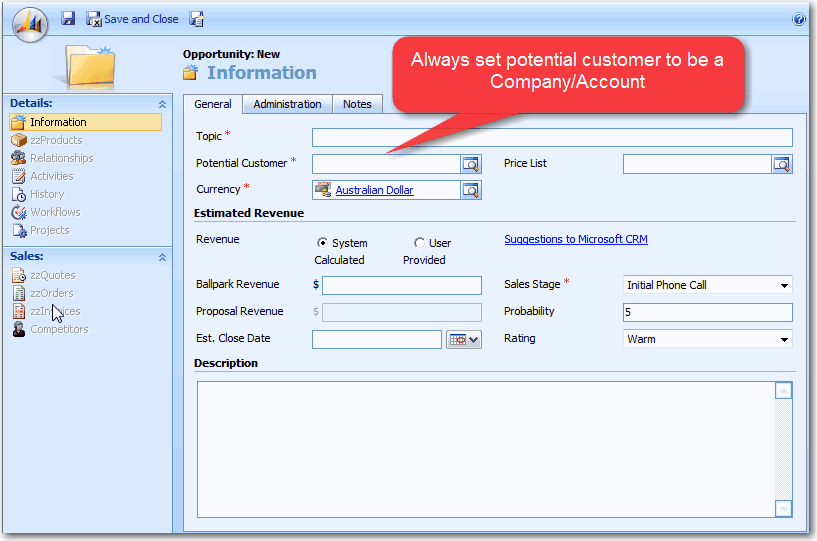 Save and Close
Opportunity: New
Information
Always set potential customer to be a
Company/Account
Details:
Information
zzProducts
Relationships
Activities
History
Workflows
Projects
Sales:
zzQuotes
zzOrders
zzInvoices
Competitors
General
Administration
Notes
Topic *
Potential Customer *
Price List
Currency *
Australian Dollar
Estimated Revenue
Revenue
System
Calculated
User
Provided
Suggestions to Microsoft CRM
Ballpark Revenue
$
Sales Stage *
Initial Phone Call
Proposal Revenue
$
Probability
5
Est. Close Date
Rating
Warm
Description